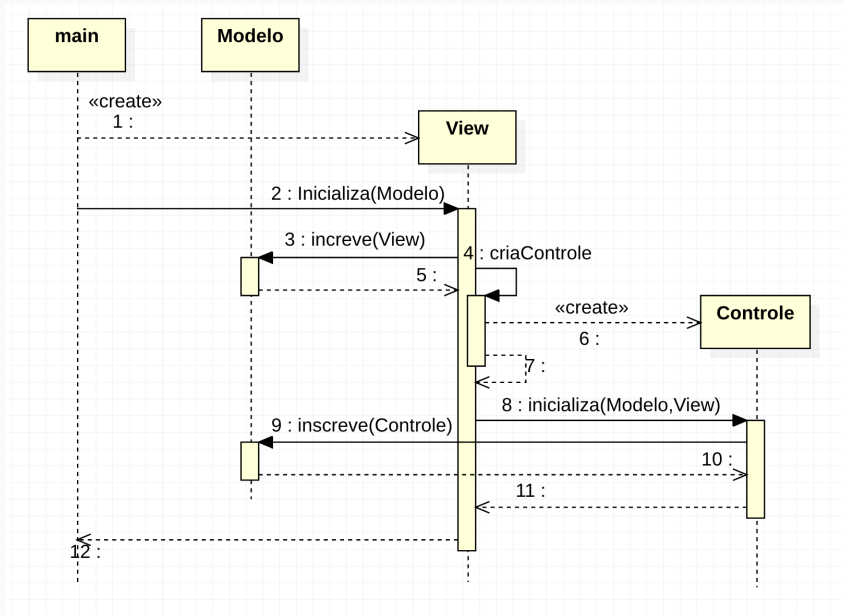 main
Modelo
«create»
1 :
View
2 : Inicializa(Modelo)
3 : increve(View)
4 : criaControle
5 :
«create»
Controle
6 :
7 :
8 : inicializa(Modelo,View)
9 : inscreve(Controle)
10 :
11 :
12 :